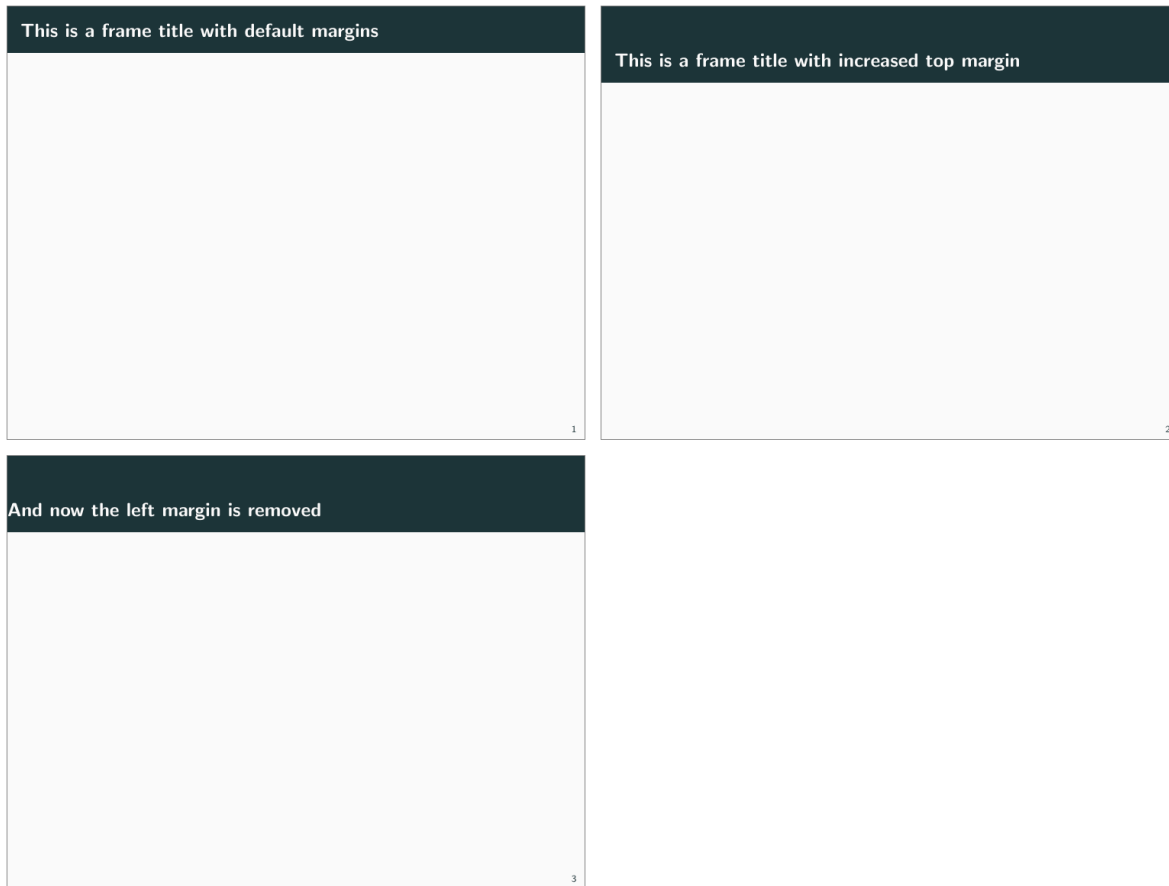 This is a frame title with default margins
1
This is a frame title with increased top margin
2
And now the left margin is removed
3